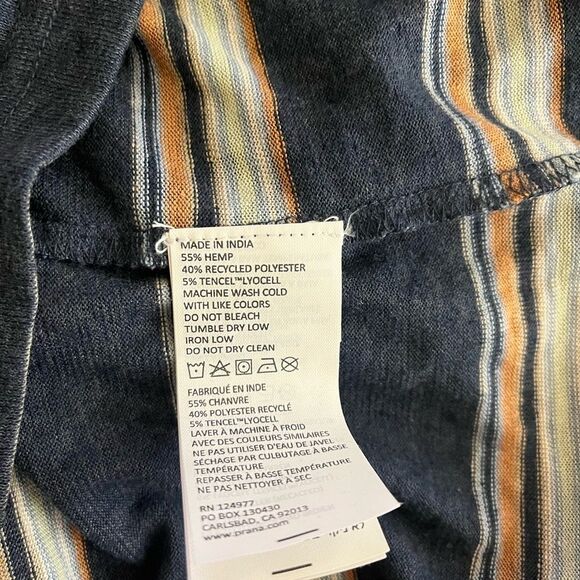 MADE IN INDIA
55% HEMP
40% RECYCLED POLYESTER
5% TENCEL™LYOCELL
MACHINE WASH COLD
WITH LIKE COLORS
DO NOT BLEACH
TUMBLE DRY LOW
IRON LOW
DO NOT DRY CLEAN
FABRIQUÉ EN INDE
55% CHANVRE
40% POLYESTER RECYCLÉ
5% TENCEL™LYOCELL
LAVER À MACHINE À FROID
AVEC DES COULEURS SIMILAIRES
NE PAS UTILISER D'EAU DE JAVEL
SÉCHAGE PAR CULBUTAGE À BASSE
TEMPÉRATURE
REPASSER À BASSE TEMPÉRATURE
NE PAS NETTOYER À SEC
RN 124977
PO BOX 130430
CARLSBAD, CA 92013
www.prana.com